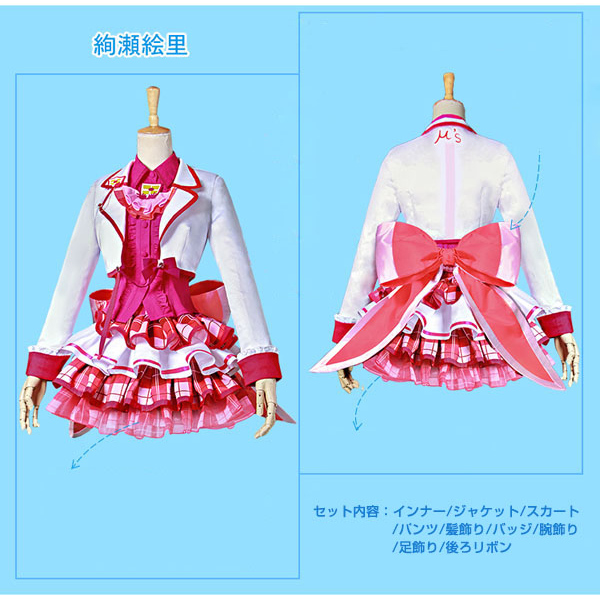 絢瀬絵里
μ's
セット内容：インナー/ジャケット/スカート
/パンツ/髪飾り/バッジ/腕飾り
/足飾り/後ろリボン